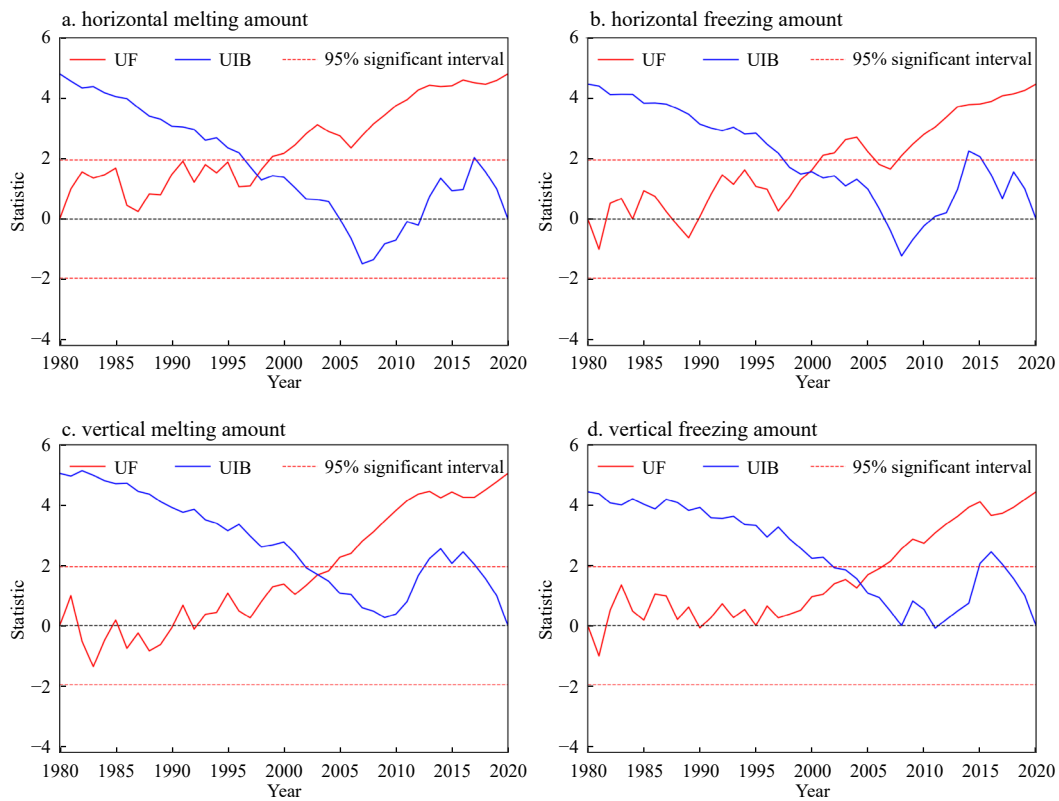 a. horizontal melting amount
6
4
2
0
−2
−4
Statistic
UF
UIB
95% significant interval
1980
1985
1990
1995
2000
2005
2010
2015
2020
Year
b. horizontal freezing amount
6
4
2
0
−2
−4
Statistic
UF
UIB
95% significant interval
1980
1985
1990
1995
2000
2005
2010
2015
2020
Year
c. vertical melting amount
6
4
2
0
−2
−4
Statistic
UF
UIB
95% significant interval
1980
1985
1990
1995
2000
2005
2010
2015
2020
Year
d. vertical freezing amount
6
4
2
0
−2
−4
Statistic
UF
UIB
95% significant interval
1980
1985
1990
1995
2000
2005
2010
2015
2020
Year